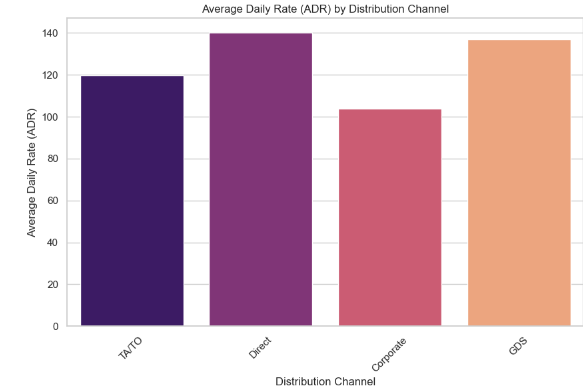 Average Daily Rate (ADR) by Distribution Channel
Average Daily Rate (ADR)
140
120
100
80
60
40
20
0
TA/TO
Direct
Corporate
GDS
Distribution Channel